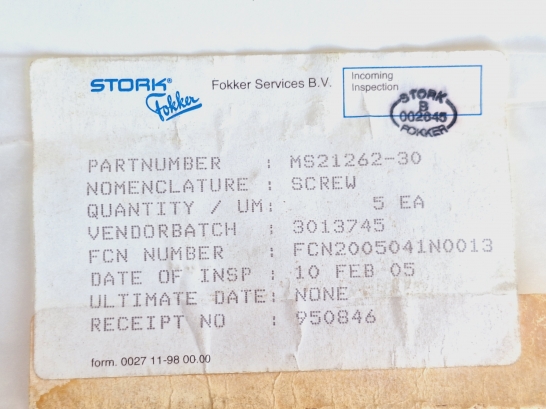 STORK®
Fokker
Fokker Services B.V.
Incoming
Inspection
STORK
B
002045
FOKKER
PARTNUMBER : MS21262-30
NOMENCLATURE : SCREW
QUANTITY / UM: 5 EA
VENDORBATCH : 3013745
FCN NUMBER : FCN2005041N0013
DATE OF INSP : 10 FEB 05
ULTIMATE DATE: NONE
RECEIPT NO : 950846
form. 0027 11-98 00.00